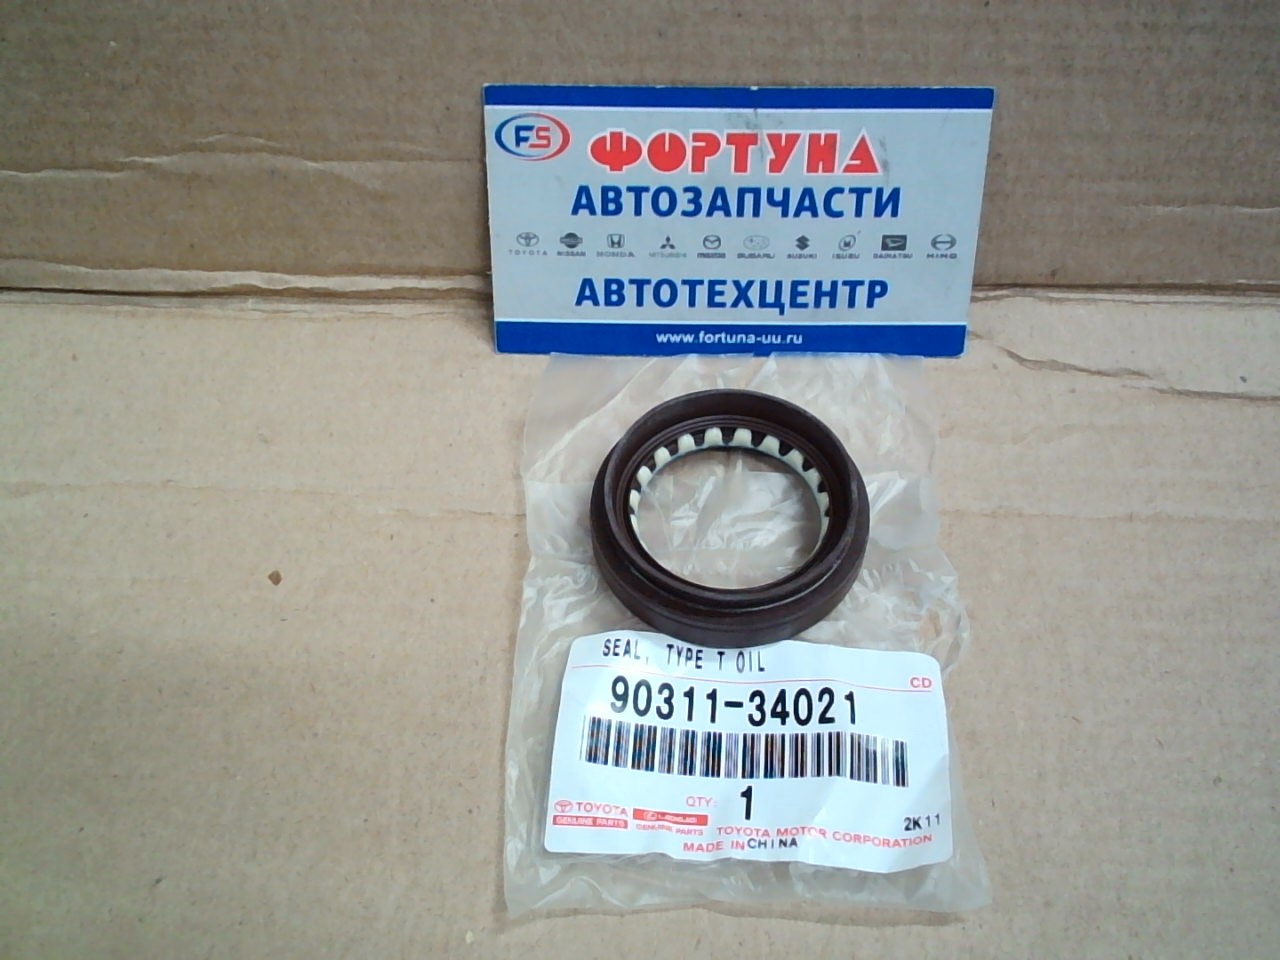 FS ФОРТУНА
АВТОЗАПЧАСТИ
TOYOTA NISSAN HONDA MITSUBISHI mazda SUBARU SUZUKI ISUZU DAIHATSU HINO
АВТОТЕХЦЕНТР
www.fortuna-uu.ru
SEAL, TYPE T OIL
CD
90311-34021
QTY: 1
TOYOTA
GENUINE PARTS
LEXUS
GENUINE PARTS
TOYOTA MOTOR CORPORATION
2K11
MADE IN CHINA